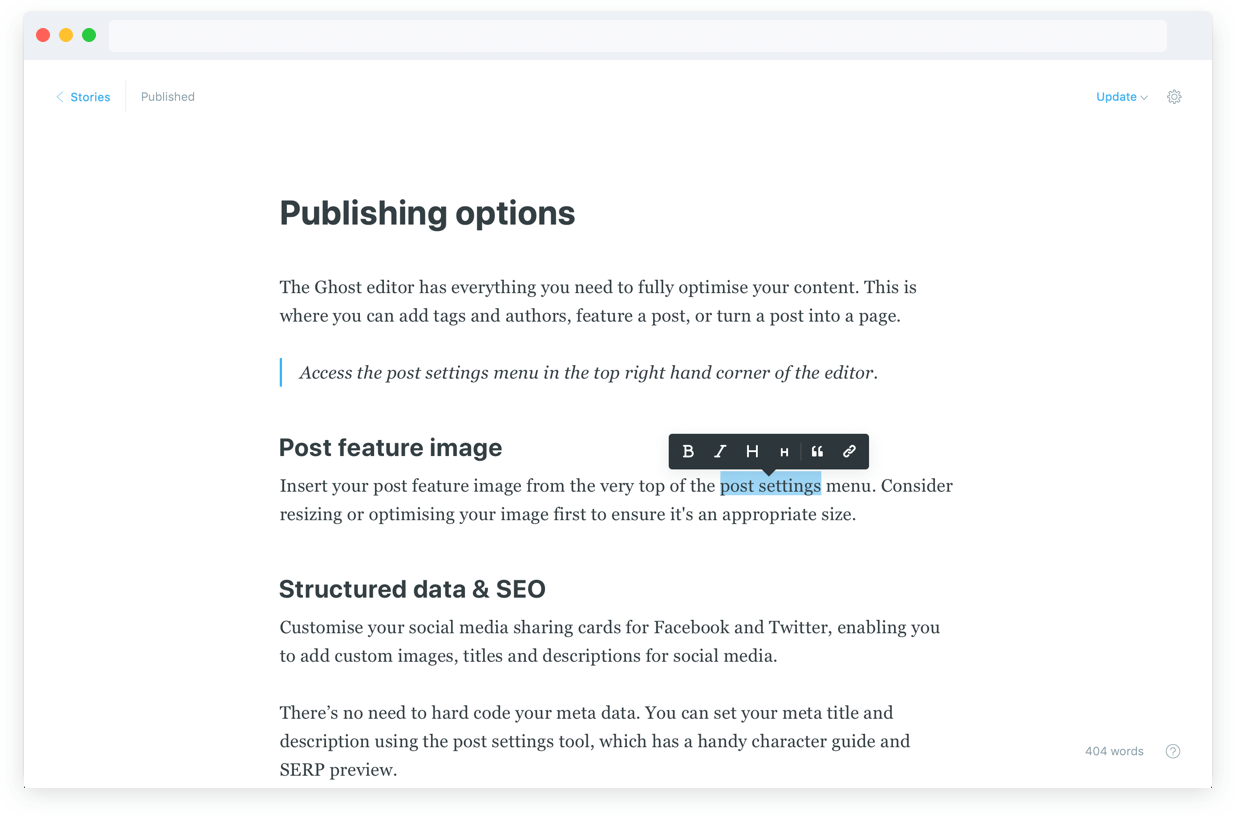 Stories
Published
Update
Publishing options
The Ghost editor has everything you need to fully optimise your content. This is
where you can add tags and authors, feature a post, or turn a post into a page.
Access the post settings menu in the top right hand corner of the editor.
Post feature image
B I H H “
Insert your post feature image from the very top of the post settings menu. Consider
resizing or optimising your image first to ensure it's an appropriate size.
Structured data & SEO
Customise your social media sharing cards for Facebook and Twitter, enabling you
to add custom images, titles and descriptions for social media.
There’s no need to hard code your meta data. You can set your meta title and
description using the post settings tool, which has a handy character guide and
SERP preview.
404 words
?